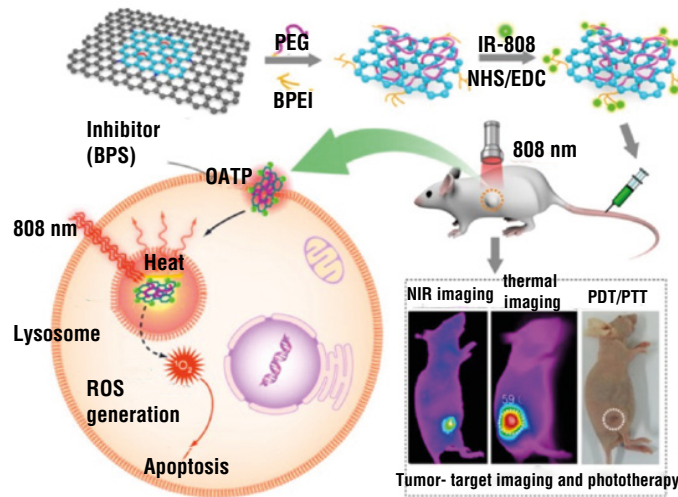 PEG
BPEi
IR-808
NHS/EDC
Inhibitor
(BPS)
OATP
808 nm
808 nm
Heat
Lysosome
ROS
generation
Apoptosis
NIR imaging
thermal
imaging
PDT/PTT
59
Tumor- target imaging and phototherapy